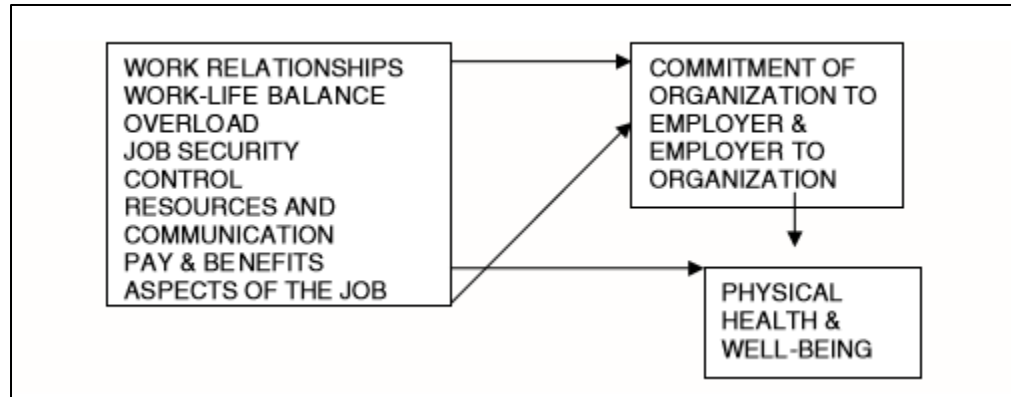 WORK RELATIONSHIPS
WORK-LIFE BALANCE
OVERLOAD
JOB SECURITY
CONTROL
RESOURCES AND
COMMUNICATION
PAY & BENEFITS
ASPECTS OF THE JOB
COMMITMENT OF
ORGANIZATION TO
EMPLOYER &
EMPLOYER TO
ORGANIZATION
PHYSICAL
HEALTH &
WELL-BEING